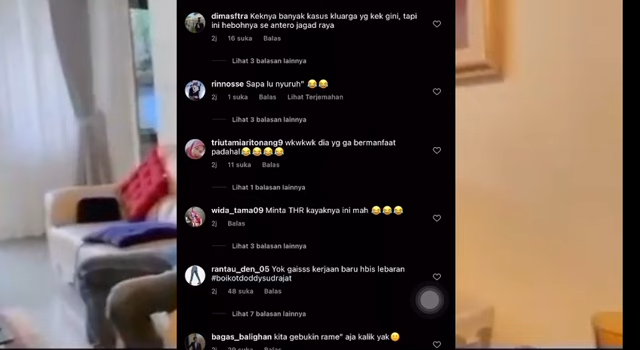 dimasftra Keknya banyak kasus kluarga yg kek gini, tapi
ini hebohnya se antero jagad raya
2j 16 suka Balas
Lihat 3 balasan lainnya
rinnosse Sapa lu nyuruh" 😂😂
2j 1 suka Balas Lihat Terjemahan
Lihat 3 balasan lainnya
triutamiaritonang9 wkwkwk dia yg ga bermanfaat
padahal😂😂😂😂
2j 11 suka Balas
Lihat 1 balasan lainnya
wida_tama09 Minta THR kayaknya ini mah 😂😂😂
2j Balas
Lihat 3 balasan lainnya
rantau_den_05 Yok gaisss kerjaan baru hbis lebaran
#boikotdoddysudrajat
2j 48 suka Balas
Lihat 7 balasan lainnya
bagas_balighan kita gebukin rame" aja kalik yak
2j suka Balas